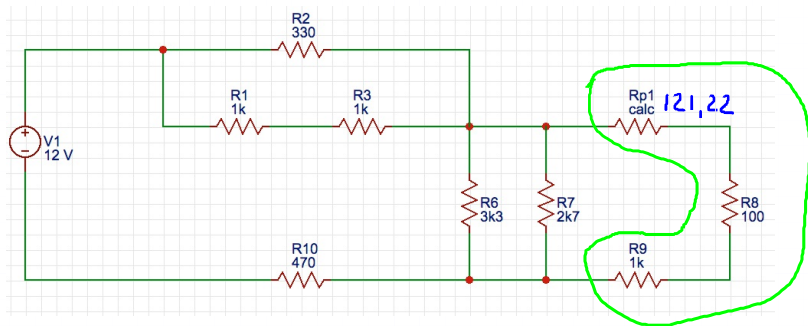 R2
330
R1
1k
R3
1k
Rp1
calc
121,22
V1
12 V
R6
3k3
R7
2k7
R8
100
R10
470
R9
1k